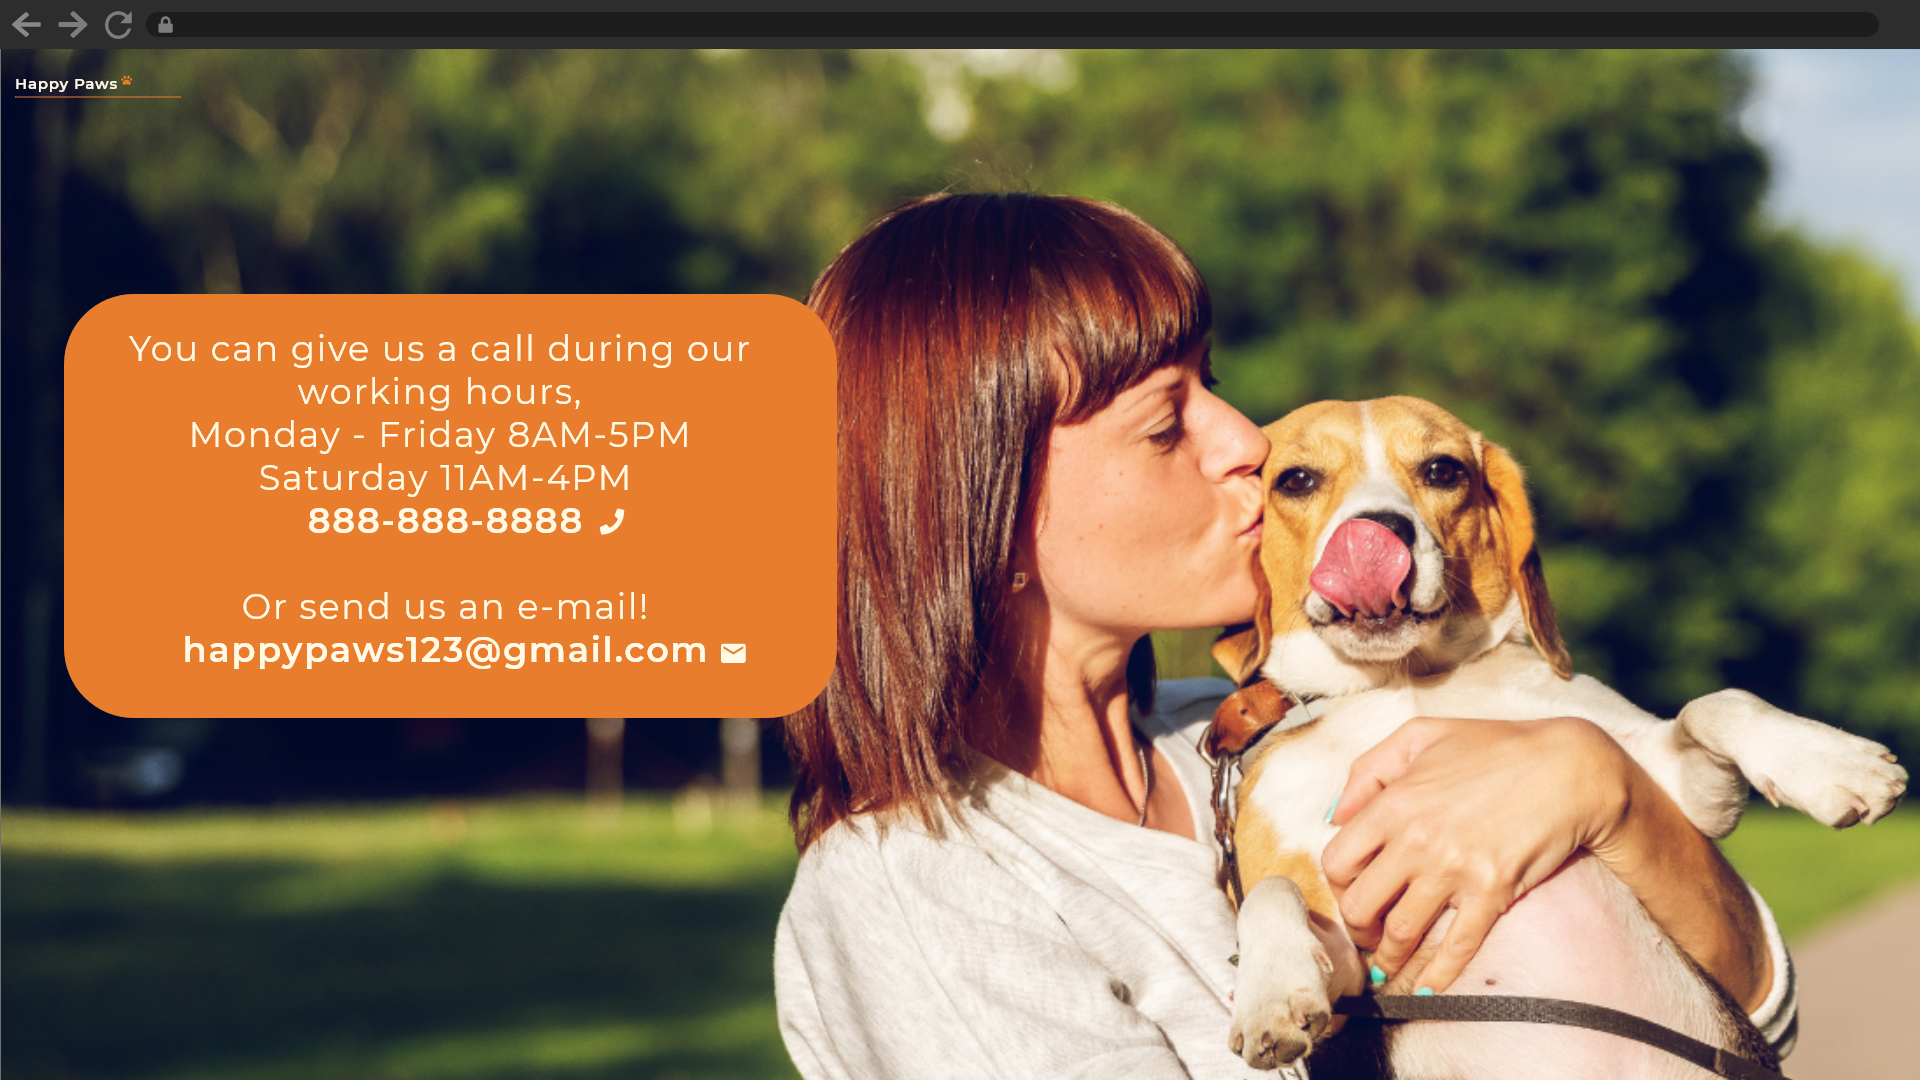 Happy Paws
You can give us a call during our
working hours,
Monday - Friday 8AM-5PM
Saturday 11AM-4PM
888-888-8888
Or send us an e-mail!
happypaws123@gmail.com